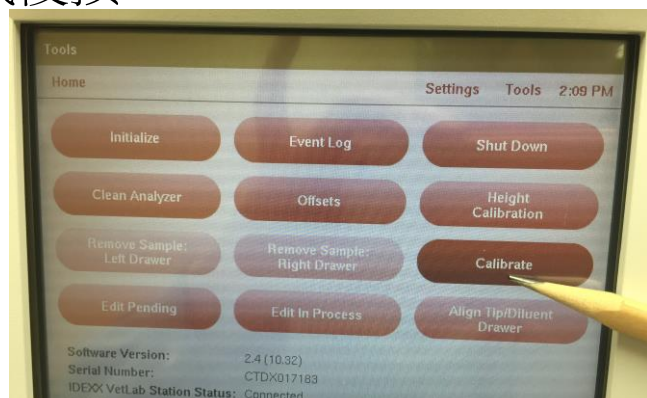 Tools
Home
Settings Tools 2:09 PM
Initialize
Event Log
Shut Down
Clean Analyzer
Offsets
Height
Calibration
Remove Sample:
Left Drawer
Remove Sample:
Right Drawer
Calibrate
Edit Pending
Edit In Process
Align Tip/Diluent
Drawer
Software Version: 2.4 (10.32)
Serial Number: CTDX017183
IDEXX VetLab Station Status: Connected